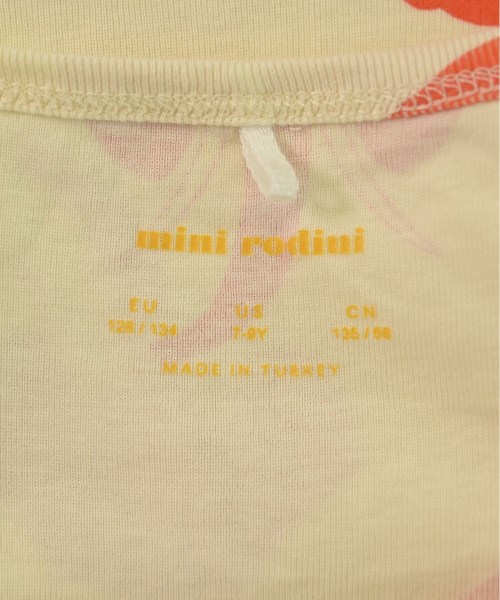 mini rodini
EU US CN
128 / 134 7-9Y 135 / 68
MADE IN TURKEY